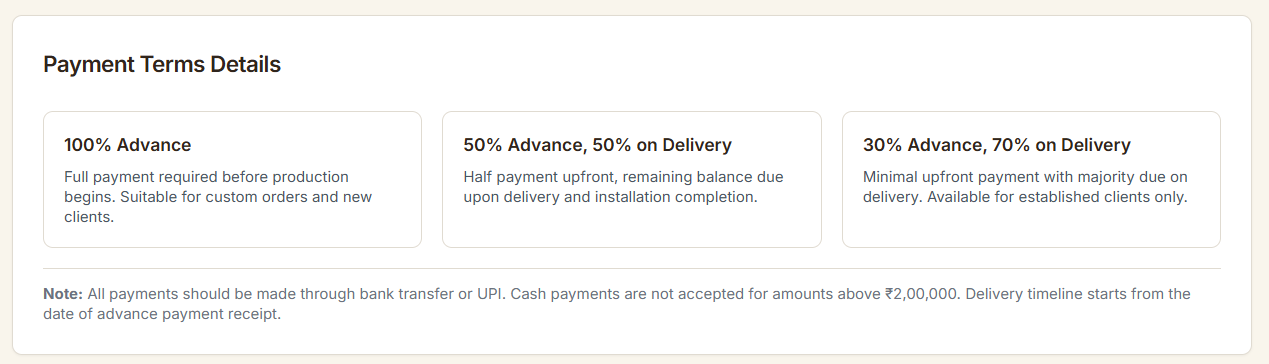 Payment Terms Details
100% Advance
Full payment required before production
begins. Suitable for custom orders and new
clients.
50% Advance, 50% on Delivery
Half payment upfront, remaining balance due
upon delivery and installation completion.
30% Advance, 70% on Delivery
Minimal upfront payment with majority due on
delivery. Available for established clients only.
Note: All payments should be made through bank transfer or UPI. Cash payments are not accepted for amounts above ₹2,00,000. Delivery timeline starts from the
date of advance payment receipt.